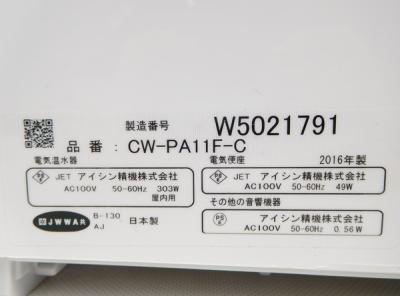 製造番号 W5021791
品番: CW-PA11F-C
電気温水器
PSE JET アイシン精機株式会社
AC100V 50-60Hz 303W
屋内用
電気便座 2016年製
PSE JET アイシン精機株式会社
AC100V 50-60Hz 49W
その他の音響機器
PSE アイシン精機株式会社
AC100V 50-60Hz 0.56W
JWWA B-130 日本製
AJ